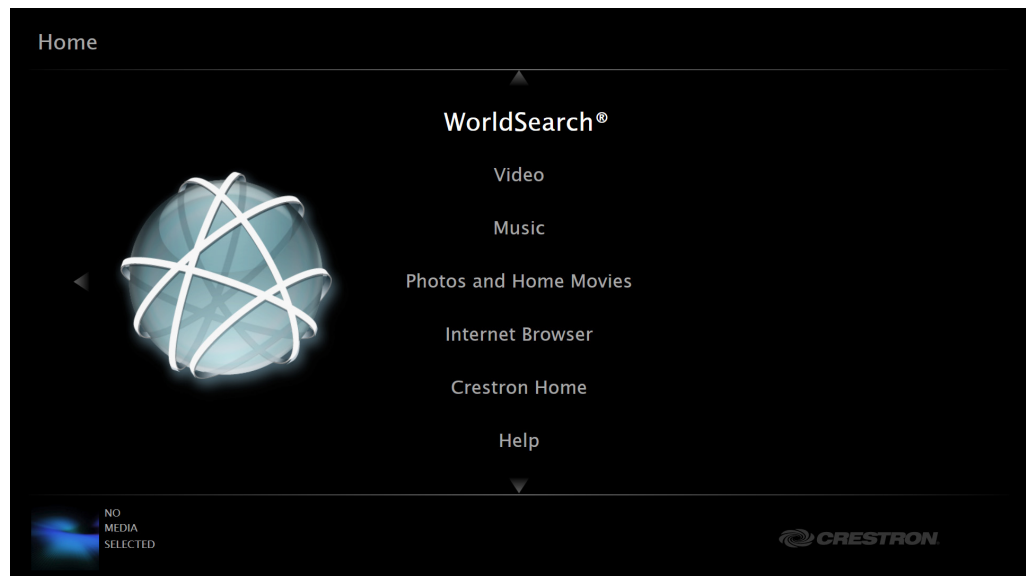 Home
WorldSearch®
Video
Music
Photos and Home Movies
Internet Browser
Crestron Home
Help
NO
MEDIA
SELECTED
CRESTRON